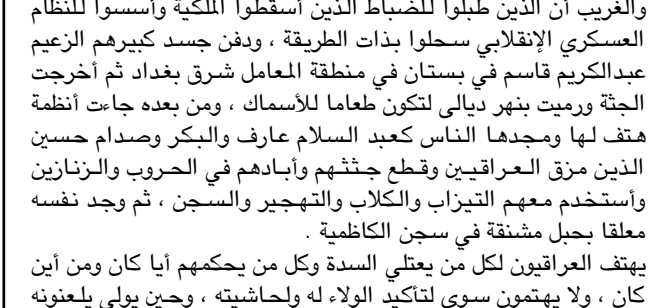 والغريب أن الذين طبلوا للضباط الذين أسقطوا الملكية وأسسوا للنظام
العسكري الإنقلابي سحلوا بذات الطريقة ، ودفن جسد كبيرهم الزعيم
عبدالكريم قاسم في بستان في منطقة المعامل شرق بغداد ثم أخرجت
الجثة ورميت بنهر ديالى لتكون طعاما للأسماك ، ومن بعده جاءت أنظمة
هتف لها ومجدها الناس كعبد السلام عارف والبكر وصدام حسين
الذين مزق العراقيين وقطع جثثهم وأبادهم في الحروب والزنازين
وأستخدم معهم التيزاب والكلاب والتهجير والسجن ، ثم وجد نفسه
معلقا بحبل مشنقة في سجن الكاظمية .
يهتف العراقيون لكل من يعتلي السدة وكل من يحكمهم أيا كان ومن أين
كان ، ولا يهتمون سوى لتأكيد الولاء له ولحاشيته ، وحين يولى يلعنونه